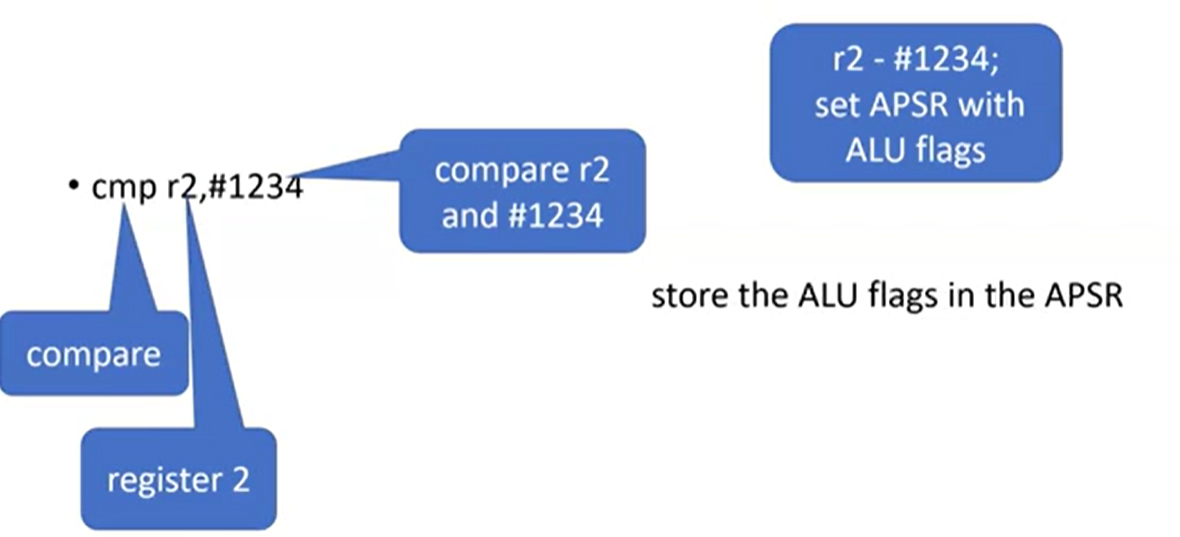 r2 - #1234;
set APSR with
ALU flags
compare r2
and #1234
• cmp r2,#1234
store the ALU flags in the APSR
compare
register 2